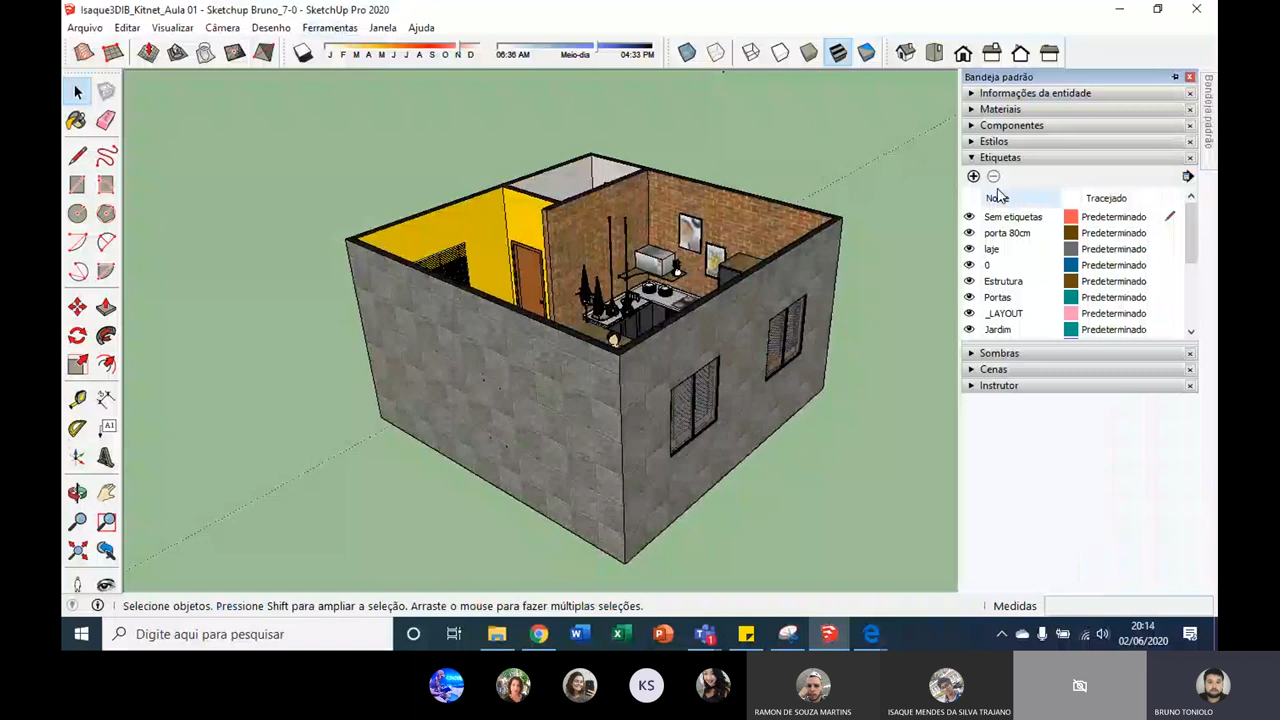 Isaque3DIB_Kitnet_Aula 01 - Sketchup Bruno_7-0 - SketchUp Pro 2020
Arquivo Editar Visualizar Câmera Desenho Ferramentas Janela Ajuda
J F M A M J J A S O N D
06:36 AM Meio-dia 04:33 PM
Bandeja padrão
Informações da entidade
Materiais
Componentes
Estilos
Etiquetas
Tracejado
Sem etiquetas Predeterminado
porta 80cm Predeterminado
laje Predeterminado
0 Predeterminado
Estrutura Predeterminado
Portas Predeterminado
_LAYOUT Predeterminado
Jardim Predeterminado
Sombras
Cenas
Instrutor
Bandeja padrão
A1
Selecione objetos. Pressione Shift para ampliar a seleção. Arraste o mouse para fazer múltiplas seleções.
Medidas
Digite aqui para pesquisar
20:14
02/06/2020
KS
RAMON DE SOUZA MARTINS
ISAQUE MENDES DA SILVA TRAJANO
BRUNO TONIOLO